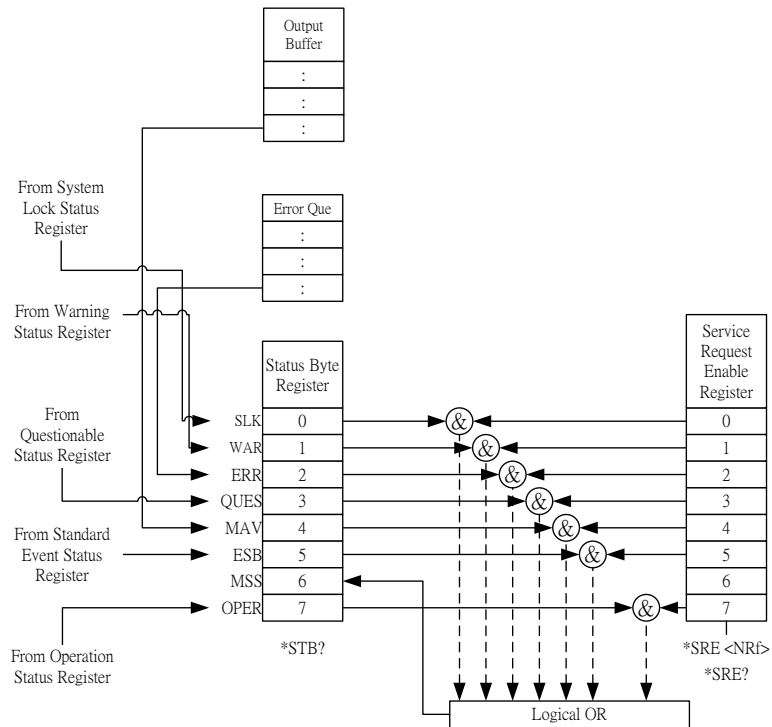 Output
Buffer
:
:
:
From System
Lock Status
Register
Error Que
:
:
:
From Warning
Status Register
Status Byte
Register
Service
Request
Enable
Register
SLK 0 & 0
WAR 1 & 1
From
Questionable
Status Register
ERR 2 & 2
QUES 3 & 3
MAV 4 & 4
From Standard
Event Status
Register
ESB 5 & 5
MSS 6 6
OPER 7 & 7
*STB?
*SRE <NRf>
*SRE?
From Operation
Status Register
Logical OR